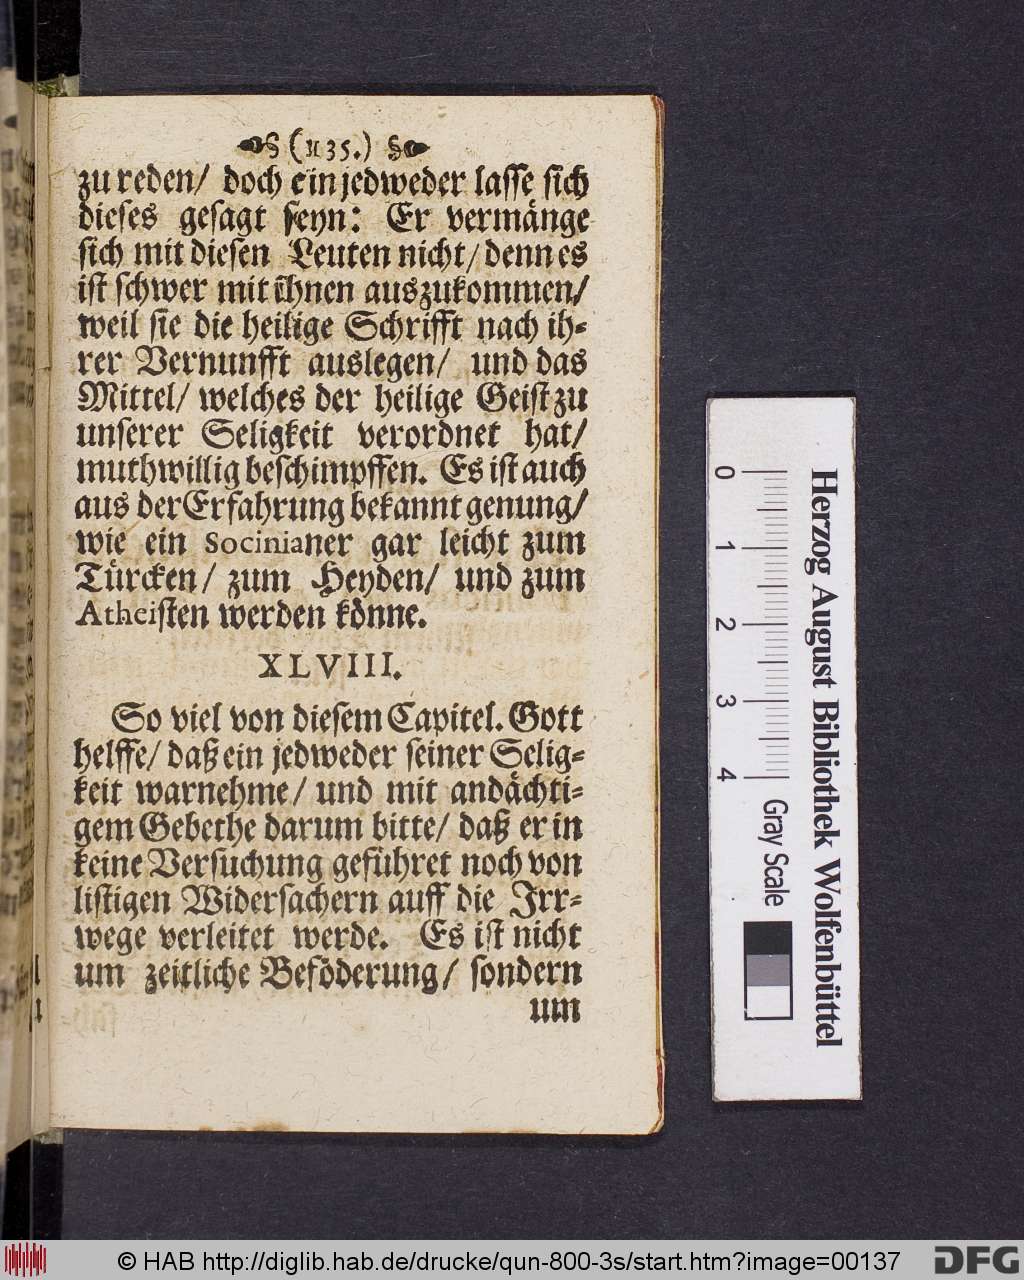 (135.)
zu reden/ doch ein jedweder lasse sich
dieses gesagt seyn: Er vermänge
sich mit diesen Leuten nicht/ denn es
ist schwer mit ihnen auszukommen/
weil sie die heilige Schrifft nach ih-
rer Vernunfft auslegen/ und das
Mittel/ welches der heilige Geist zu
unserer Seligkeit verordnet hat/
muthwillig beschimpffen. Es ist auch
aus der Erfahrung bekannt genung/
wie ein Socinianer gar leicht zum
Türcken/ zum Heyden/ und zum
Atheisten werden könne.
XLVIII.
So viel von diesem Capitel. Gott
helffe/ daß ein jedweder seiner Selig-
keit warnehme/ und mit andächti-
gem Gebethe darum bitte/ daß er in
keine Versuchung geführet noch von
listigen Widersachern auff die Irr-
wege verleitet werde. Es ist nicht
um zeitliche Beföderung/ sondern
um
Herzog August Bibliothek Wolfenbüttel
0 1 2 3 4 Gray Scale
© HAB http://diglib.hab.de/drucke/qun-800-3s/start.htm?image=00137
DFG